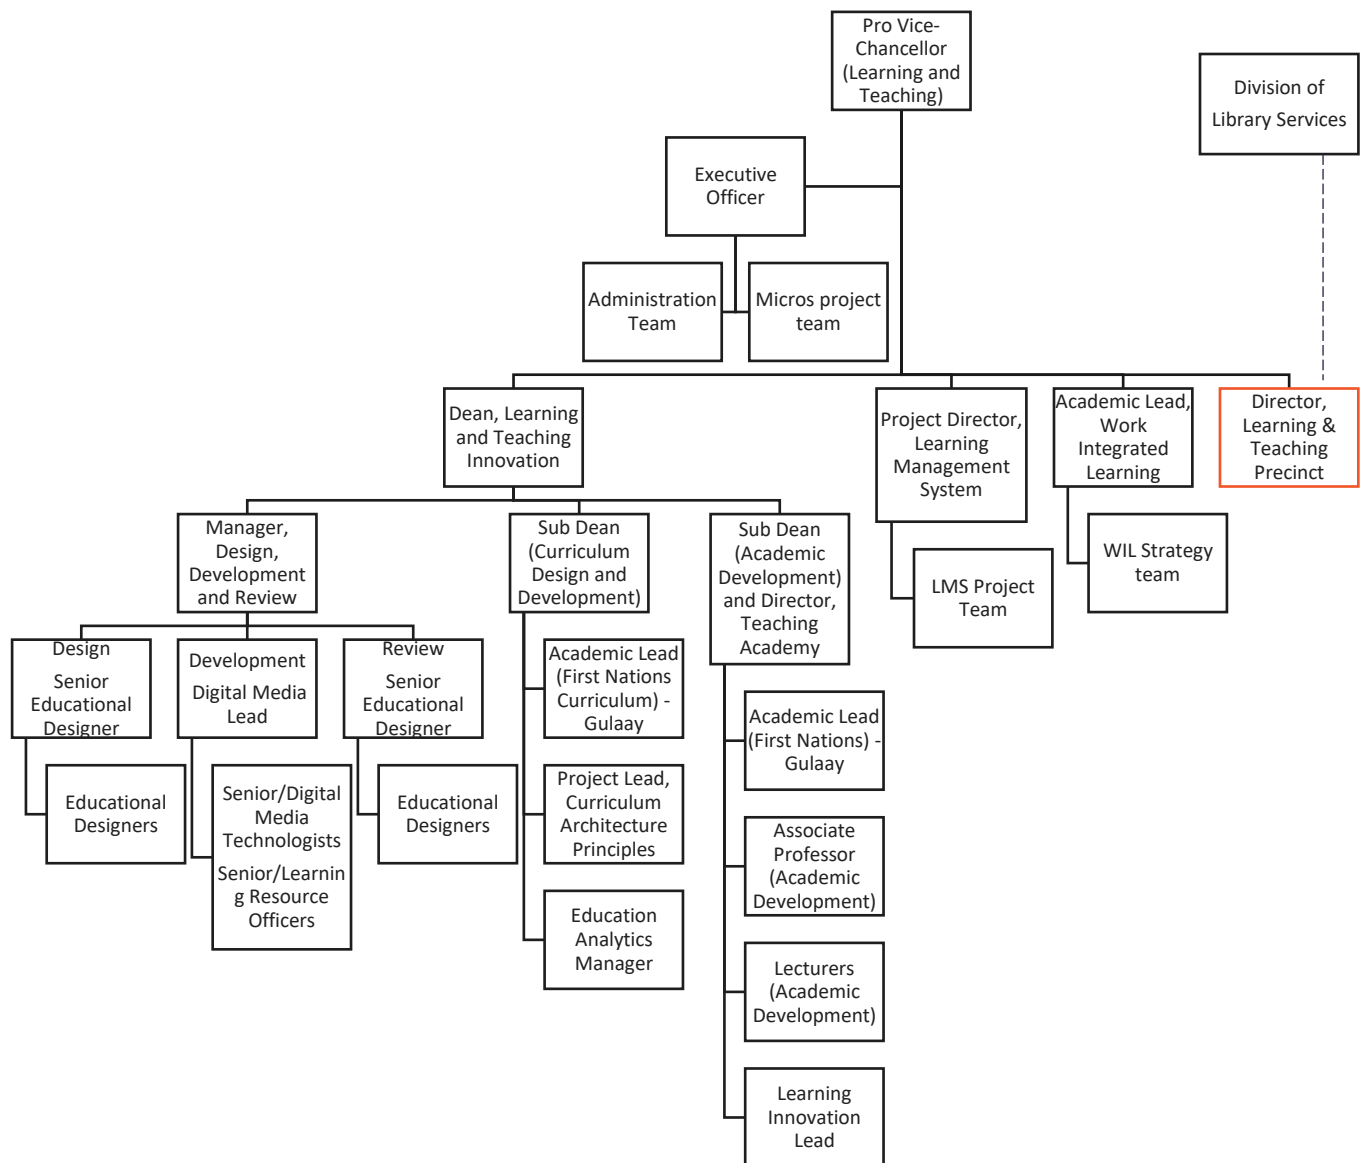 Pro Vice-
Chancellor
(Learning and
Teaching)
Division of
Library Services
Executive
Officer
Administration
Team
Micros project
team
Dean, Learning
and Teaching
Innovation
Project Director,
Learning
Management
System
Academic Lead,
Work
Integrated
Learning
Director,
Learning &
Teaching
Precinct
Manager,
Design,
Development
and Review
Sub Dean
(Curriculum
Design and
Development)
Sub Dean
(Academic
Development)
and Director,
Teaching
Academy
LMS Project
Team
WIL Strategy
team
Design
Senior
Educational
Designer
Development
Digital Media
Lead
Review
Senior
Educational
Designer
Academic Lead
(First Nations
Curriculum) -
Gulaay
Academic Lead
(First Nations) -
Gulaay
Educational
Designers
Senior/Digital
Media
Technologists
Senior/Learnin
g Resource
Officers
Educational
Designers
Project Lead,
Curriculum
Architecture
Principles
Associate
Professor
(Academic
Development)
Education
Analytics
Manager
Lecturers
(Academic
Development)
Learning
Innovation
Lead